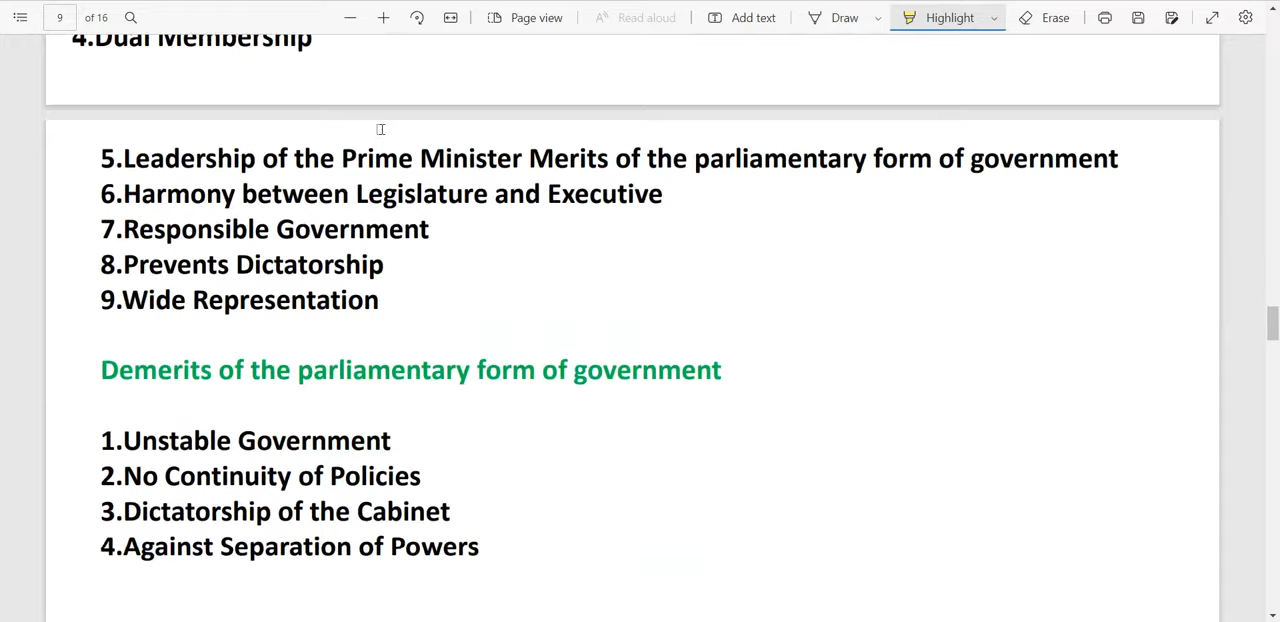 9 of 16
Page view
Read aloud
Add text
Draw
Highlight
Erase
4.Dual Membership
5.Leadership of the Prime Minister Merits of the parliamentary form of government
6.Harmony between Legislature and Executive
7.Responsible Government
8.Prevents Dictatorship
9.Wide Representation
Demerits of the parliamentary form of government
1.Unstable Government
2.No Continuity of Policies
3.Dictatorship of the Cabinet
4.Against Separation of Powers